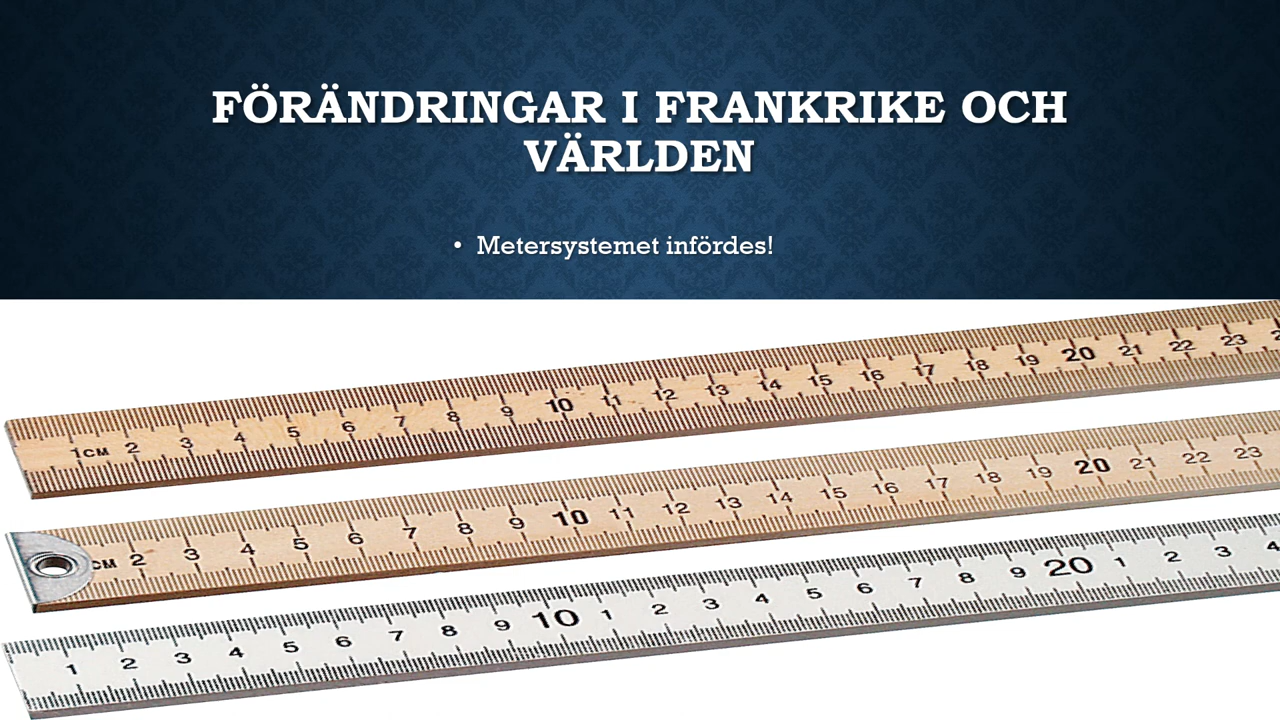 FÖRÄNDRINGAR I FRANKRIKE OCH
VÄRLDEN
• Metersystemet infördes!
1CM 2 3 4 5 6 7 8 9 10 11 12 13 14 15 16 17 18 19 20 21 22 23
CM 2 3 4 5 6 7 8 9 10 11 12 13 14 15 16 17 18 19 20 21 22 23
1 2 3 4 5 6 7 8 9 10 1 2 3 4 5 6 7 8 9 20 1 2 3 4